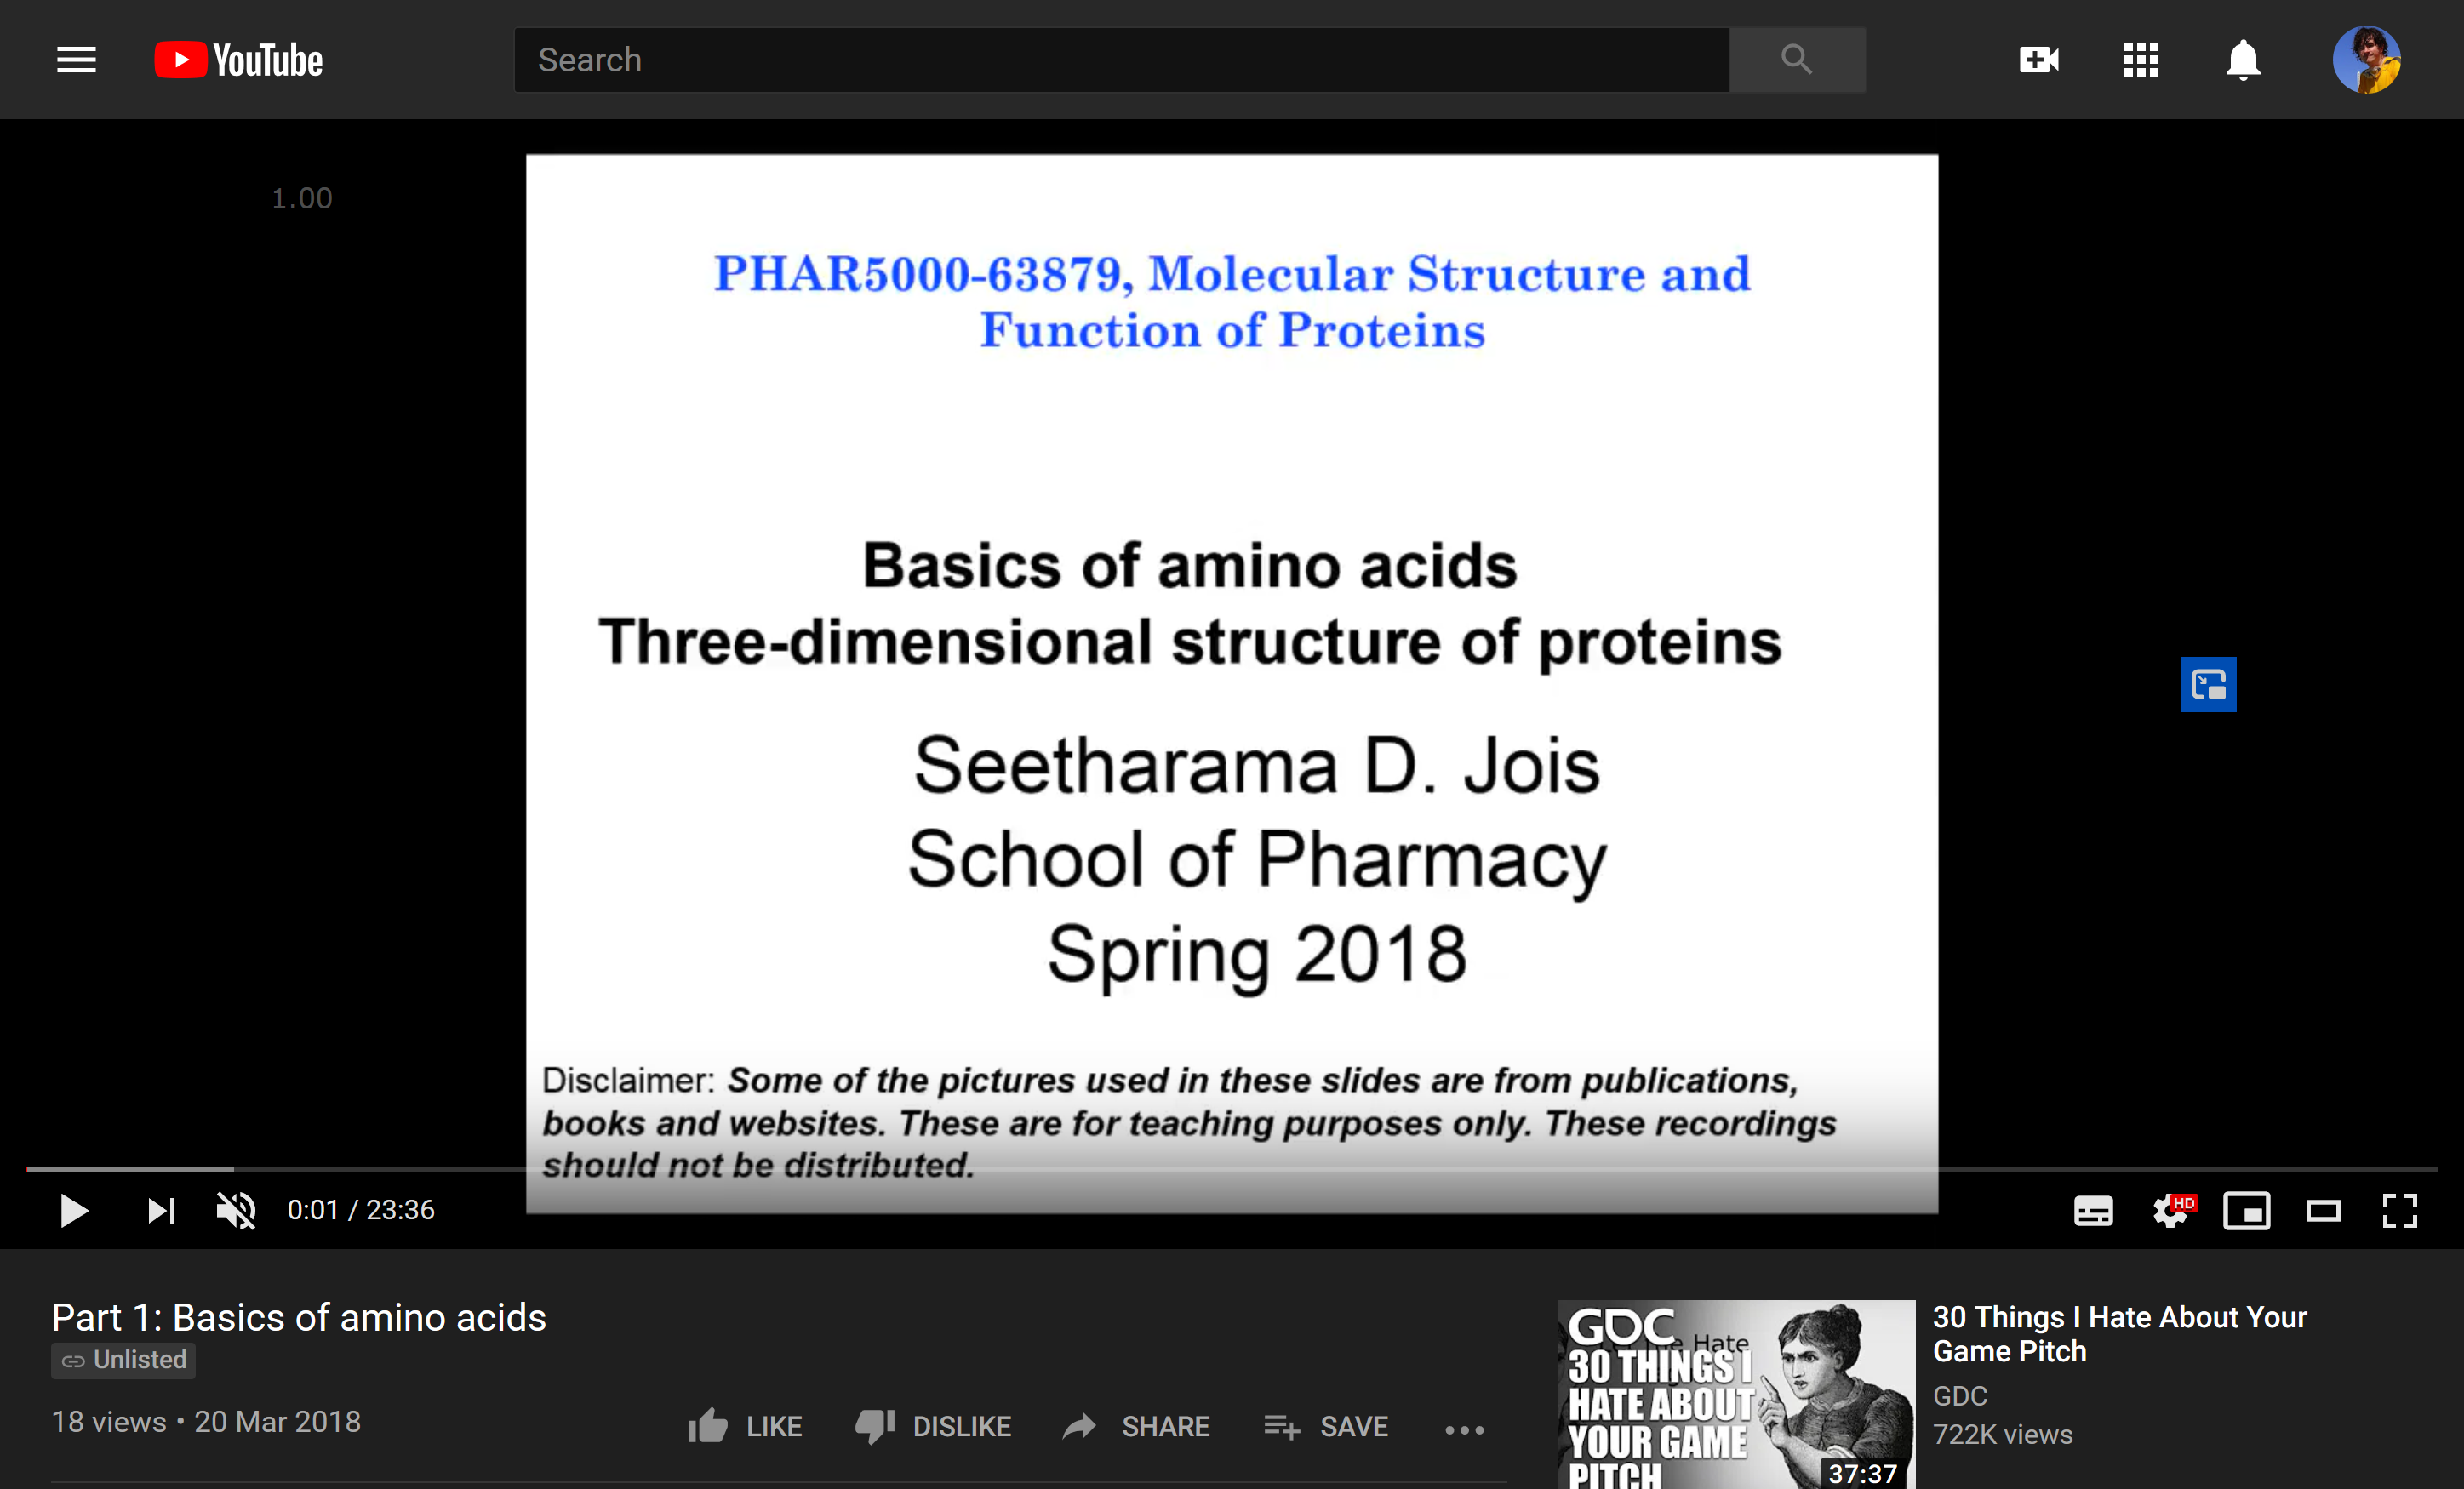 YouTube
Search
1.00
PHAR5000-63879, Molecular Structure and
Function of Proteins
Basics of amino acids
Three-dimensional structure of proteins
Seetharama D. Jois
School of Pharmacy
Spring 2018
Disclaimer: Some of the pictures used in these slides are from publications,
books and websites. These are for teaching purposes only. These recordings
should not be distributed.
0:01 / 23:36
HD
Part 1: Basics of amino acids
Unlisted
18 views • 20 Mar 2018
LIKE
DISLIKE
SHARE
SAVE
GDC
Hate
30 THINGS I
HATE ABOUT
YOUR GAME
PITCH
37:37
30 Things I Hate About Your
Game Pitch
GDC
722K views